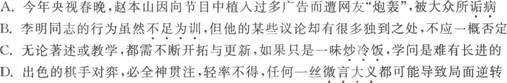 A. 今年央视春晚,赵本山因向节目中植入过多广告而遭网友“炮轰”,被大众所诟病
B. 李明同志的行为虽然不足为训,但他的某些议论却有很多独到之处,不应一概否定
C. 无论著述或教学,都需不断开拓与更新,如果只是一味炒冷饭,学问是难有长进的
D. 出色的棋手对弈,必全神贯注,轻率不得,任何一丝微言大义都可能导致局面逆转